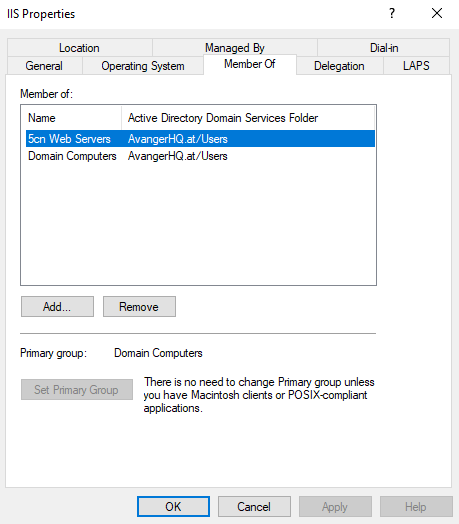 IIS Properties
? ×
Location Managed By Dial-in
General Operating System Member Of Delegation LAPS
Member of:
Name Active Directory Domain Services Folder
5cn Web Servers AvangerHQ.at/Users
Domain Computers AvangerHQ.at/Users
Add... Remove
Primary group: Domain Computers
Set Primary Group
There is no need to change Primary group unless
you have Macintosh clients or POSIX-compliant
applications.
OK Cancel Apply Help